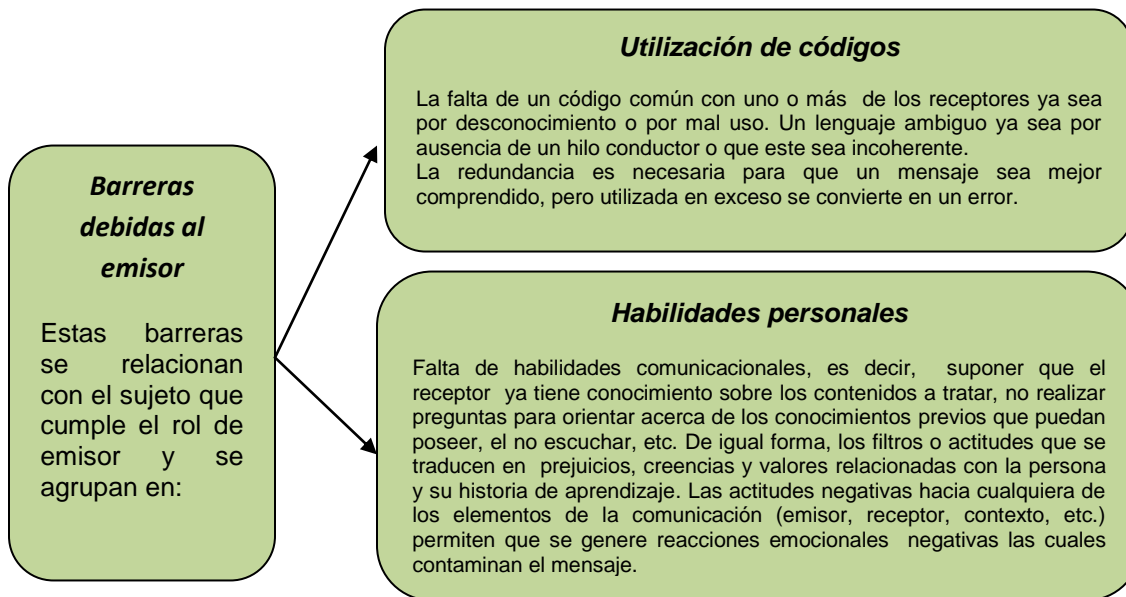 Barreras
debidas al
emisor
Estas barreras
se relacionan
con el sujeto que
cumple el rol de
emisor y se
agrupan en:
Utilización de códigos
La falta de un código común con uno o más de los receptores ya sea
por desconocimiento o por mal uso. Un lenguaje ambiguo ya sea por
ausencia de un hilo conductor o que este sea incoherente.
La redundancia es necesaria para que un mensaje sea mejor
comprendido, pero utilizada en exceso se convierte en un error.
Habilidades personales
Falta de habilidades comunicacionales, es decir, suponer que el
receptor ya tiene conocimiento sobre los contenidos a tratar, no realizar
preguntas para orientar acerca de los conocimientos previos que puedan
poseer, el no escuchar, etc. De igual forma, los filtros o actitudes que se
traducen en prejuicios, creencias y valores relacionadas con la persona
y su historia de aprendizaje. Las actitudes negativas hacia cualquiera de
los elementos de la comunicación (emisor, receptor, contexto, etc.)
permiten que se genere reacciones emocionales negativas las cuales
contaminan el mensaje.